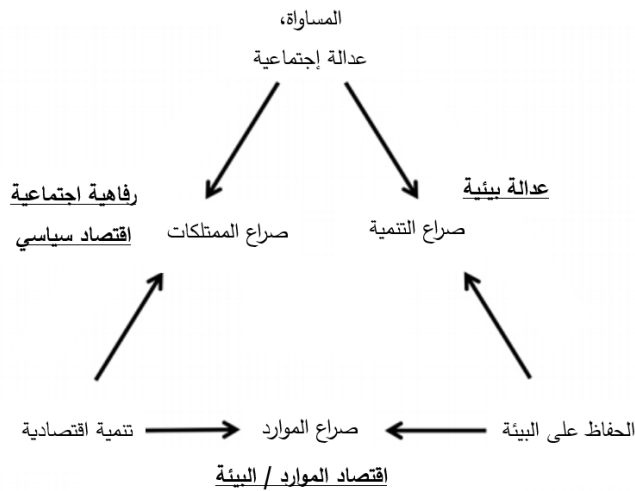 المساواة،
عدالة إجتماعية
رفاهية اجتماعية
اقتصاد سياسي
عدالة بيئية
صراع الممتلكات
صراع التنمية
تنمية اقتصادية
صراع الموارد
الحفاظ على البيئة
اقتصاد الموارد / البيئة